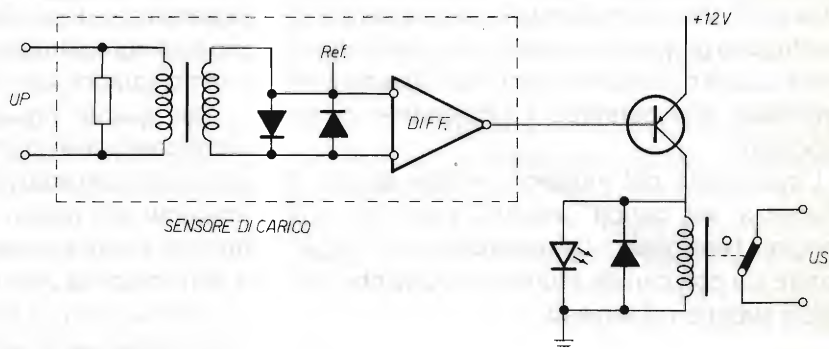 +12V
Ref.
UP
DIFF.
SENSORE DI CARICO
US